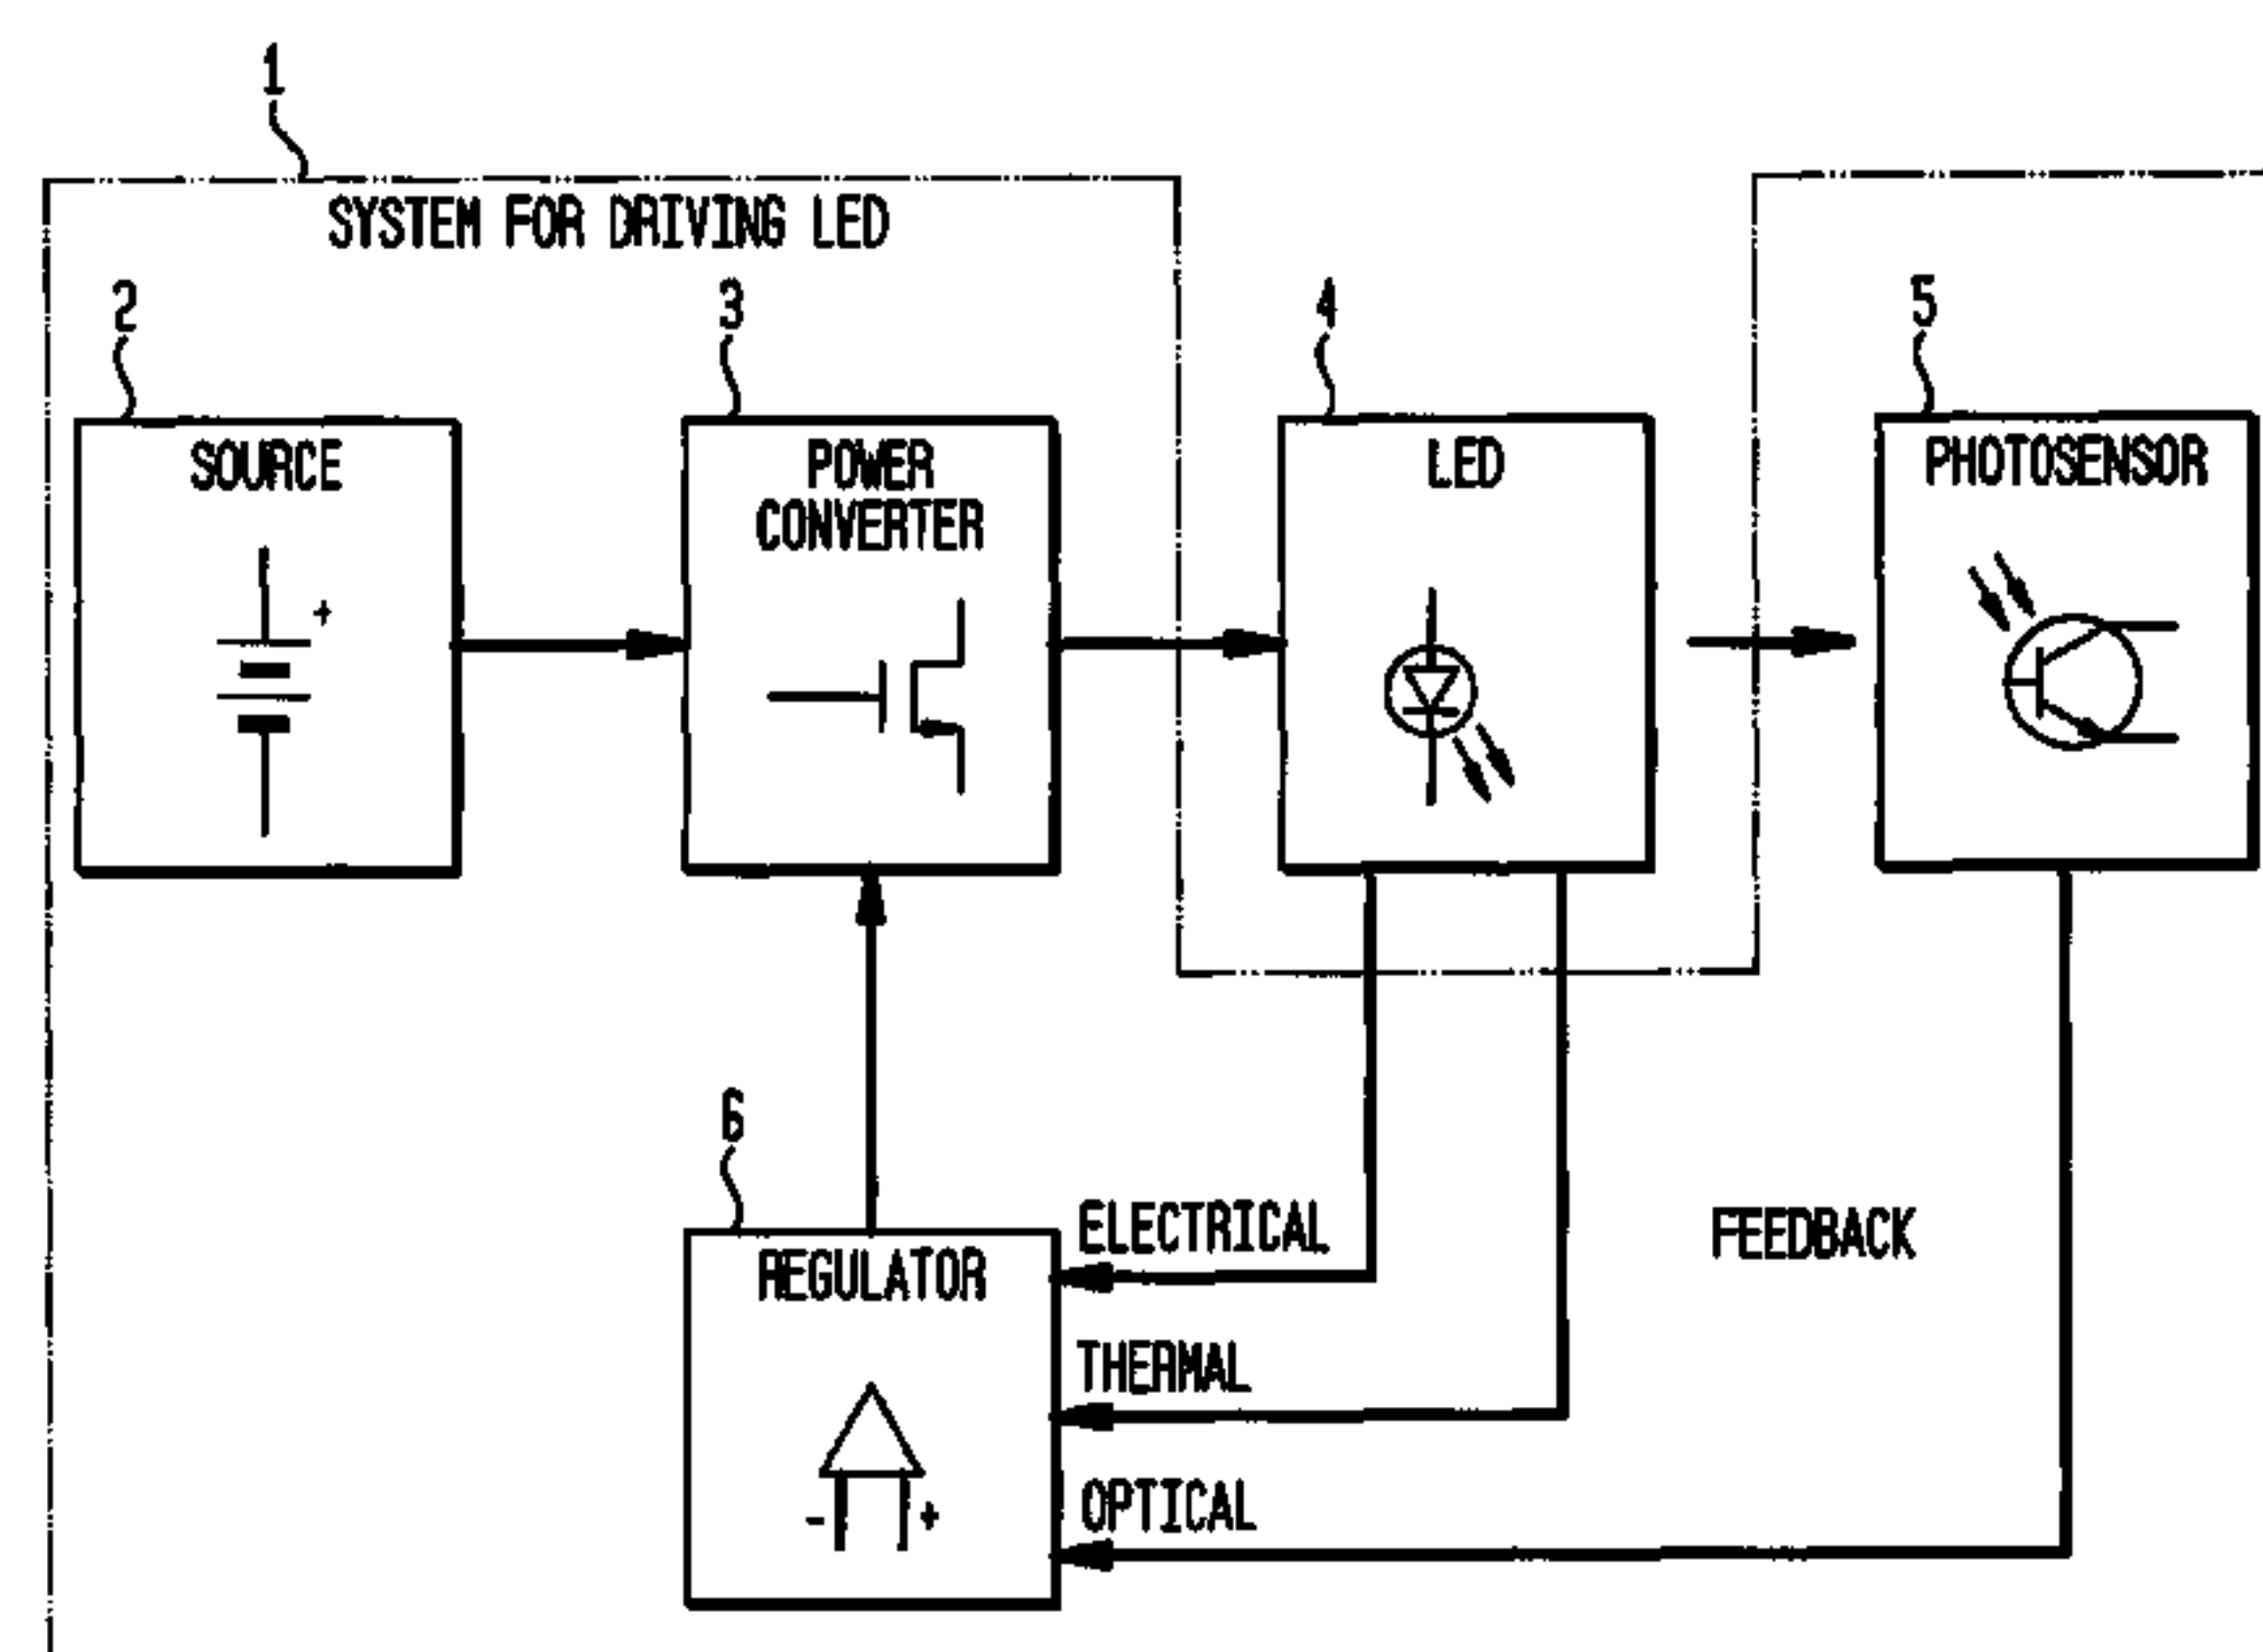 1
SYSTEM FOR DRIVING LED
2
3
4
5
SOURCE
POWER
CONVERTER
LED
PHOTOSENSOR
+
6
REGULATOR
ELECTRICAL
FEEDBACK
THERMAL
OPTICAL
- +